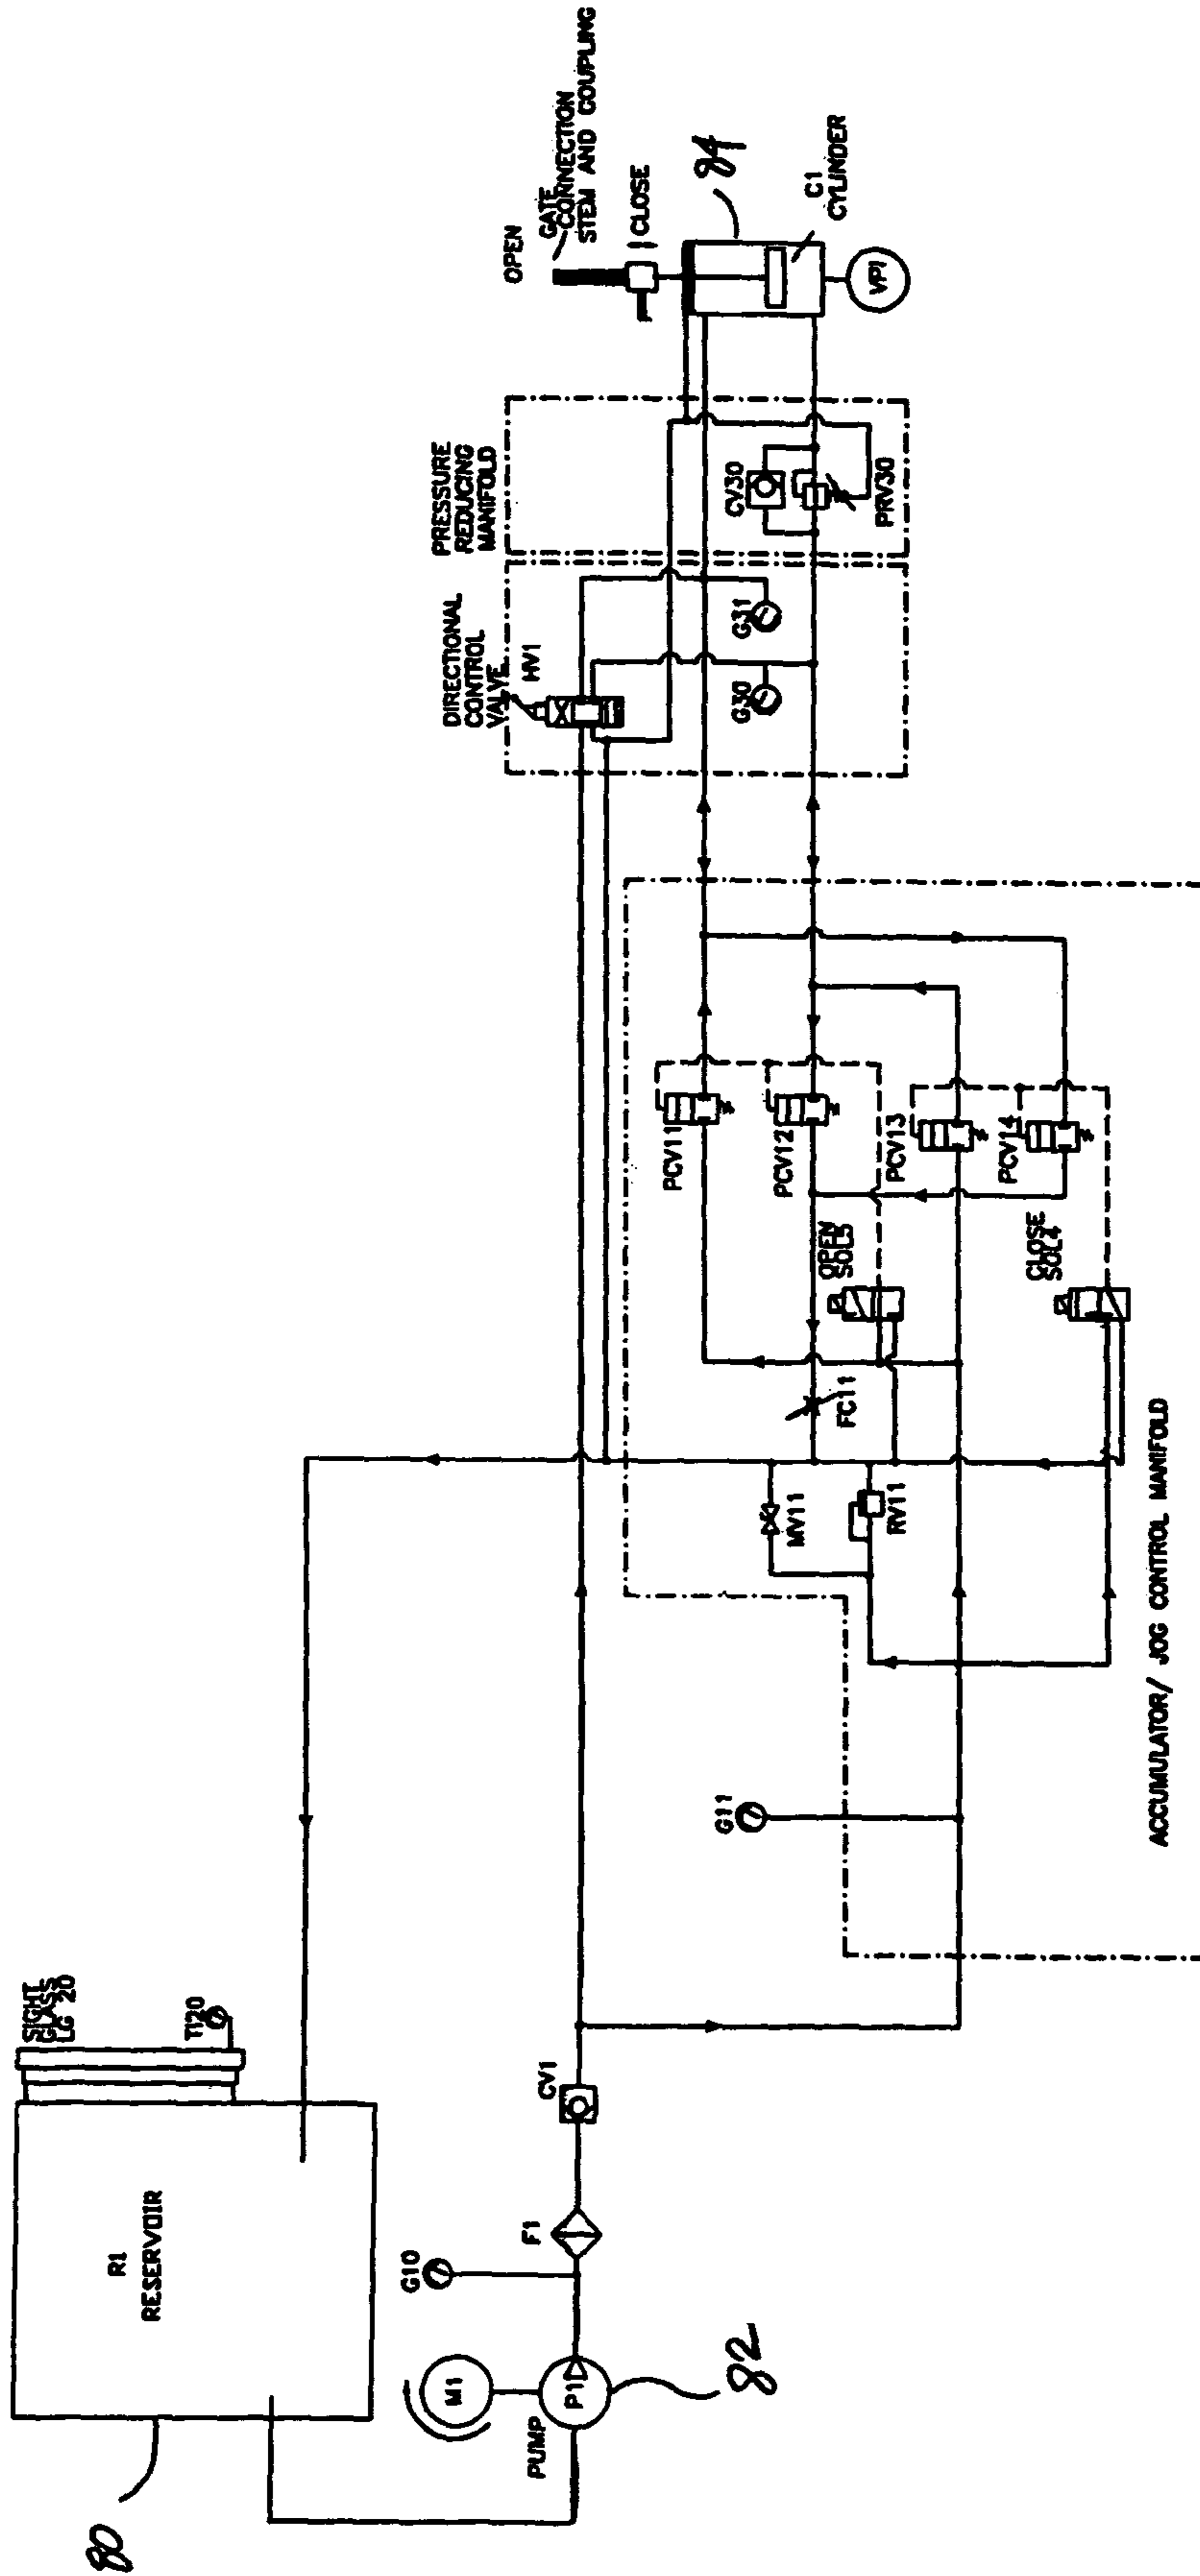 80
R1
RESERVOIR
SIGHT
GLASS
LG 20
TI20
M1
PUMP
P1
82
G10
F1
CV1
G11
MV11
RV11
FC11
OPEN
SOL5
CLOSE
SOL4
PCV11
PCV12
PCV13
PCV14
ACCUMULATOR/ JOG CONTROL MANIFOLD
DIRECTIONAL
CONTROL
VALVE
HV1
G30
G31
PRESSURE
REDUCING
MANIFOLD
CV30
PRV30
OPEN
GATE
CONNECTION
STEM AND COUPLING
CLOSE
84
C1
CYLINDER
VPI